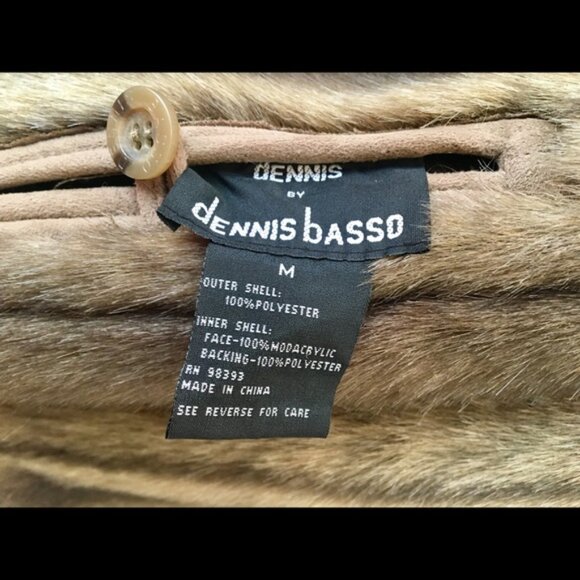 dENNIS
BY
dENNIS bASSO
M
OUTER SHELL:
100%POLYESTER
INNER SHELL:
FACE-100%MODACRYLIC
BACKING-100%POLYESTER
RN 98393
MADE IN CHINA
SEE REVERSE FOR CARE